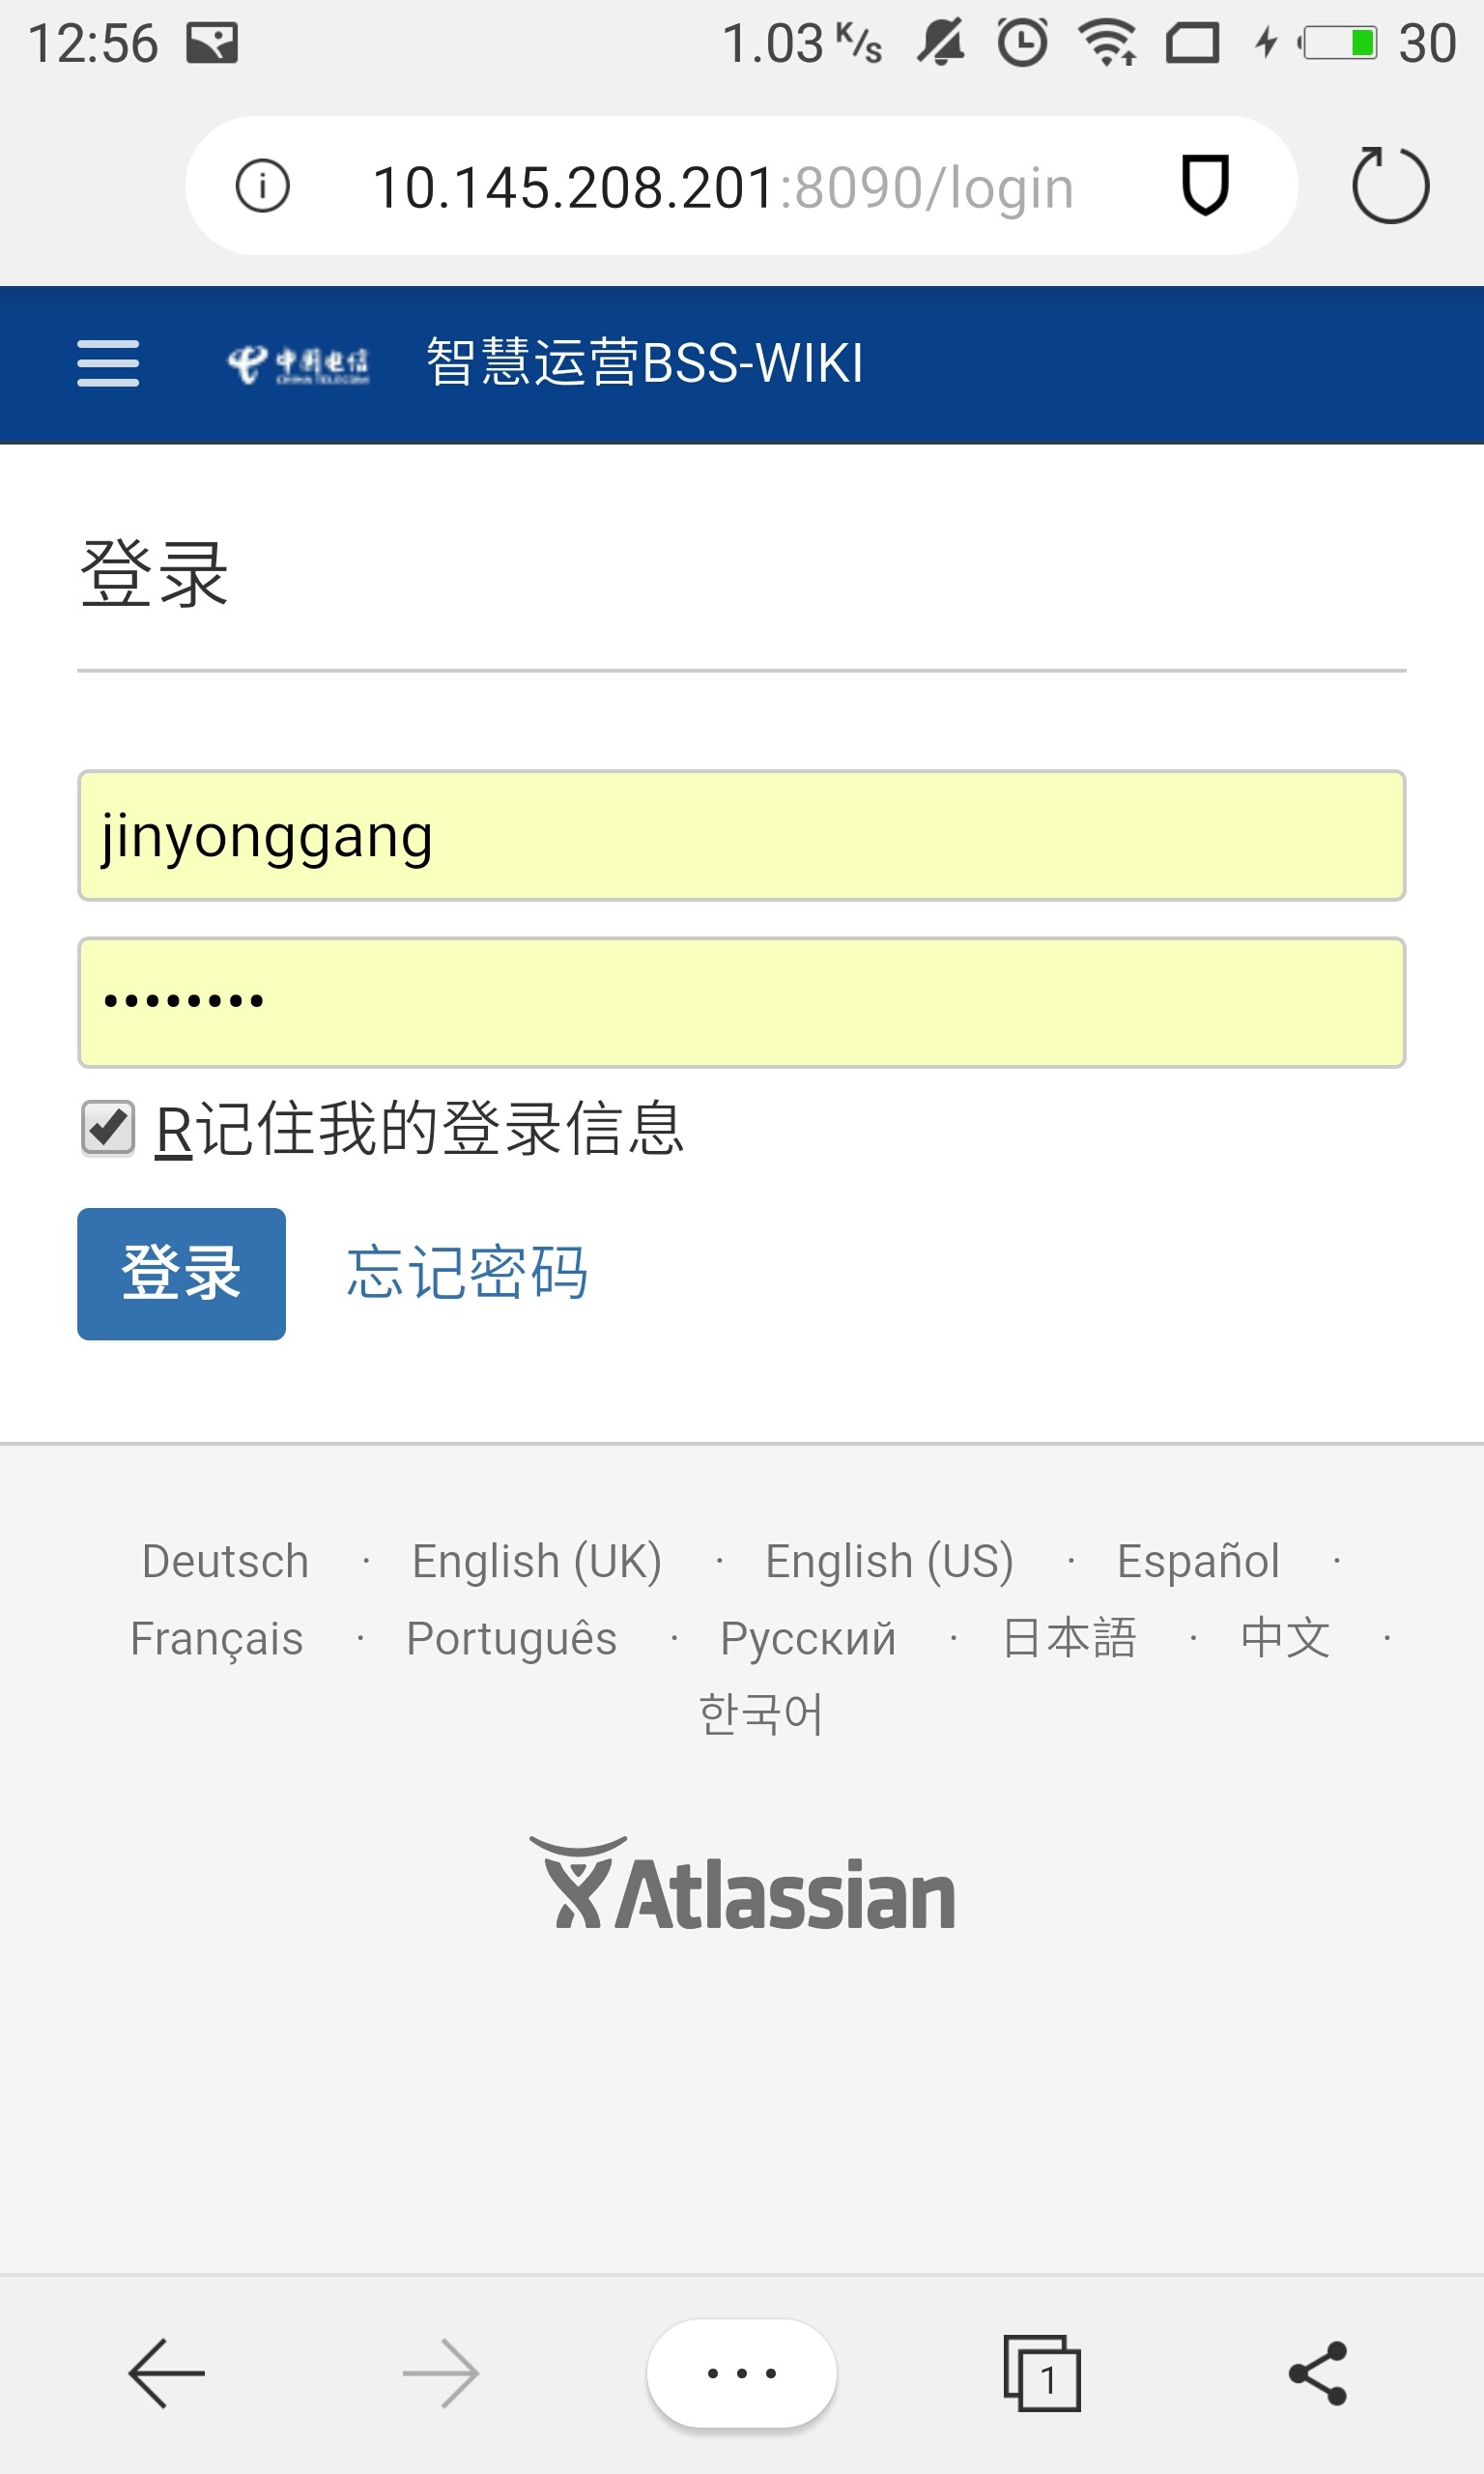 12:56 1.03 K/s 30
10.145.208.201:8090/login
中国电信 智慧运营BSS-WIKI
CHINA TELECOM
登录
jinyonggang
••••••••
R记住我的登录信息
登录 忘记密码
Deutsch · English (UK) · English (US) · Español ·
Français · Português · Русский · 日本語 · 中文 ·
한국어
Atlassian
1